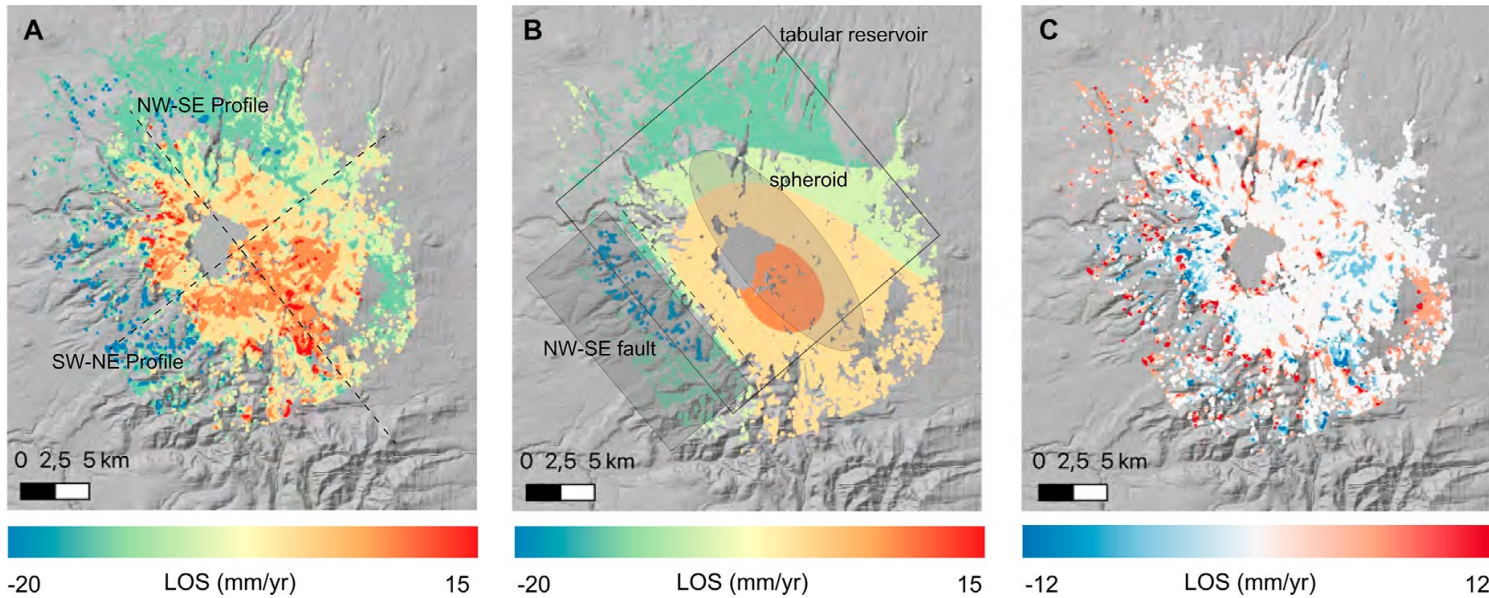 A
NW-SE Profile
SW-NE Profile
0 2,5 5 km
-20 LOS (mm/yr) 15
B
tabular reservoir
spheroid
NW-SE fault
0 2,5 5 km
-20 LOS (mm/yr) 15
C
0 2,5 5 km
-12 LOS (mm/yr) 12